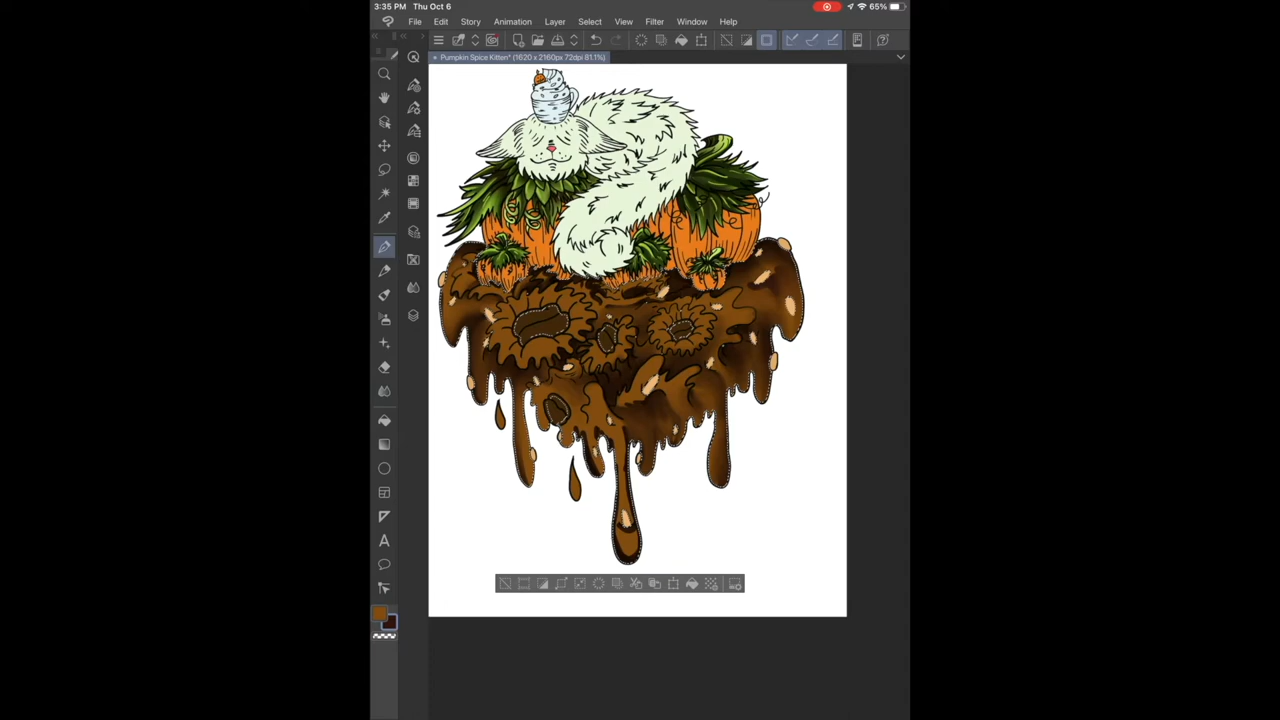 3:35 PM Thu Oct 6
65%
File Edit Story Animation Layer Select View Filter Window Help
Pumpkin Spice Kitten* (1620 x 2160px 72dpi 81.1%)